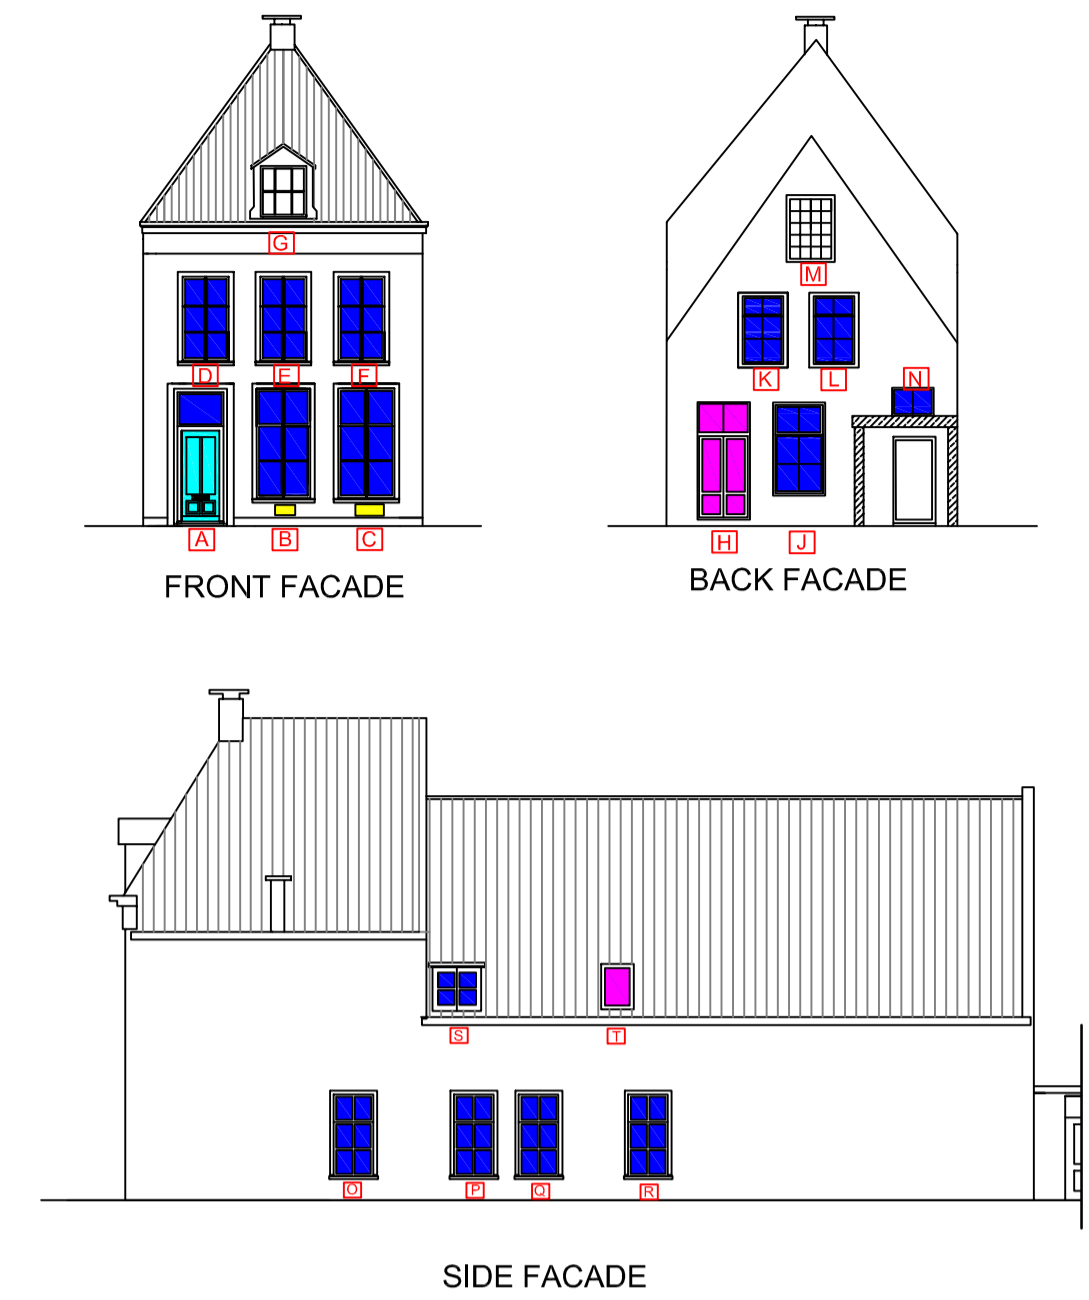 G
D E F
A B C
FRONT FACADE
M
K L N
H J
BACK FACADE
S T
O P Q R
SIDE FACADE